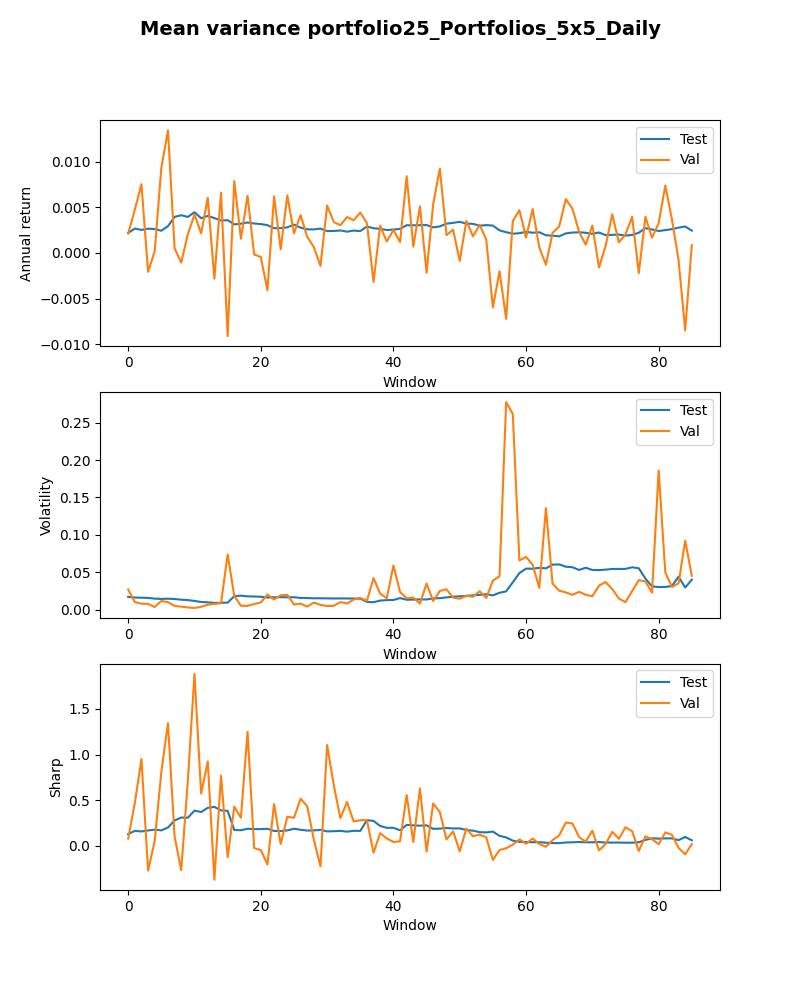 Mean variance portfolio25_Portfolios_5x5_Daily
Annual return
0.010
0.005
0.000
−0.005
−0.010
Test
Val
0 20 40 60 80
Window
Volatility
0.25
0.20
0.15
0.10
0.05
0.00
Test
Val
0 20 40 60 80
Window
Sharp
1.5
1.0
0.5
0.0
Test
Val
0 20 40 60 80
Window